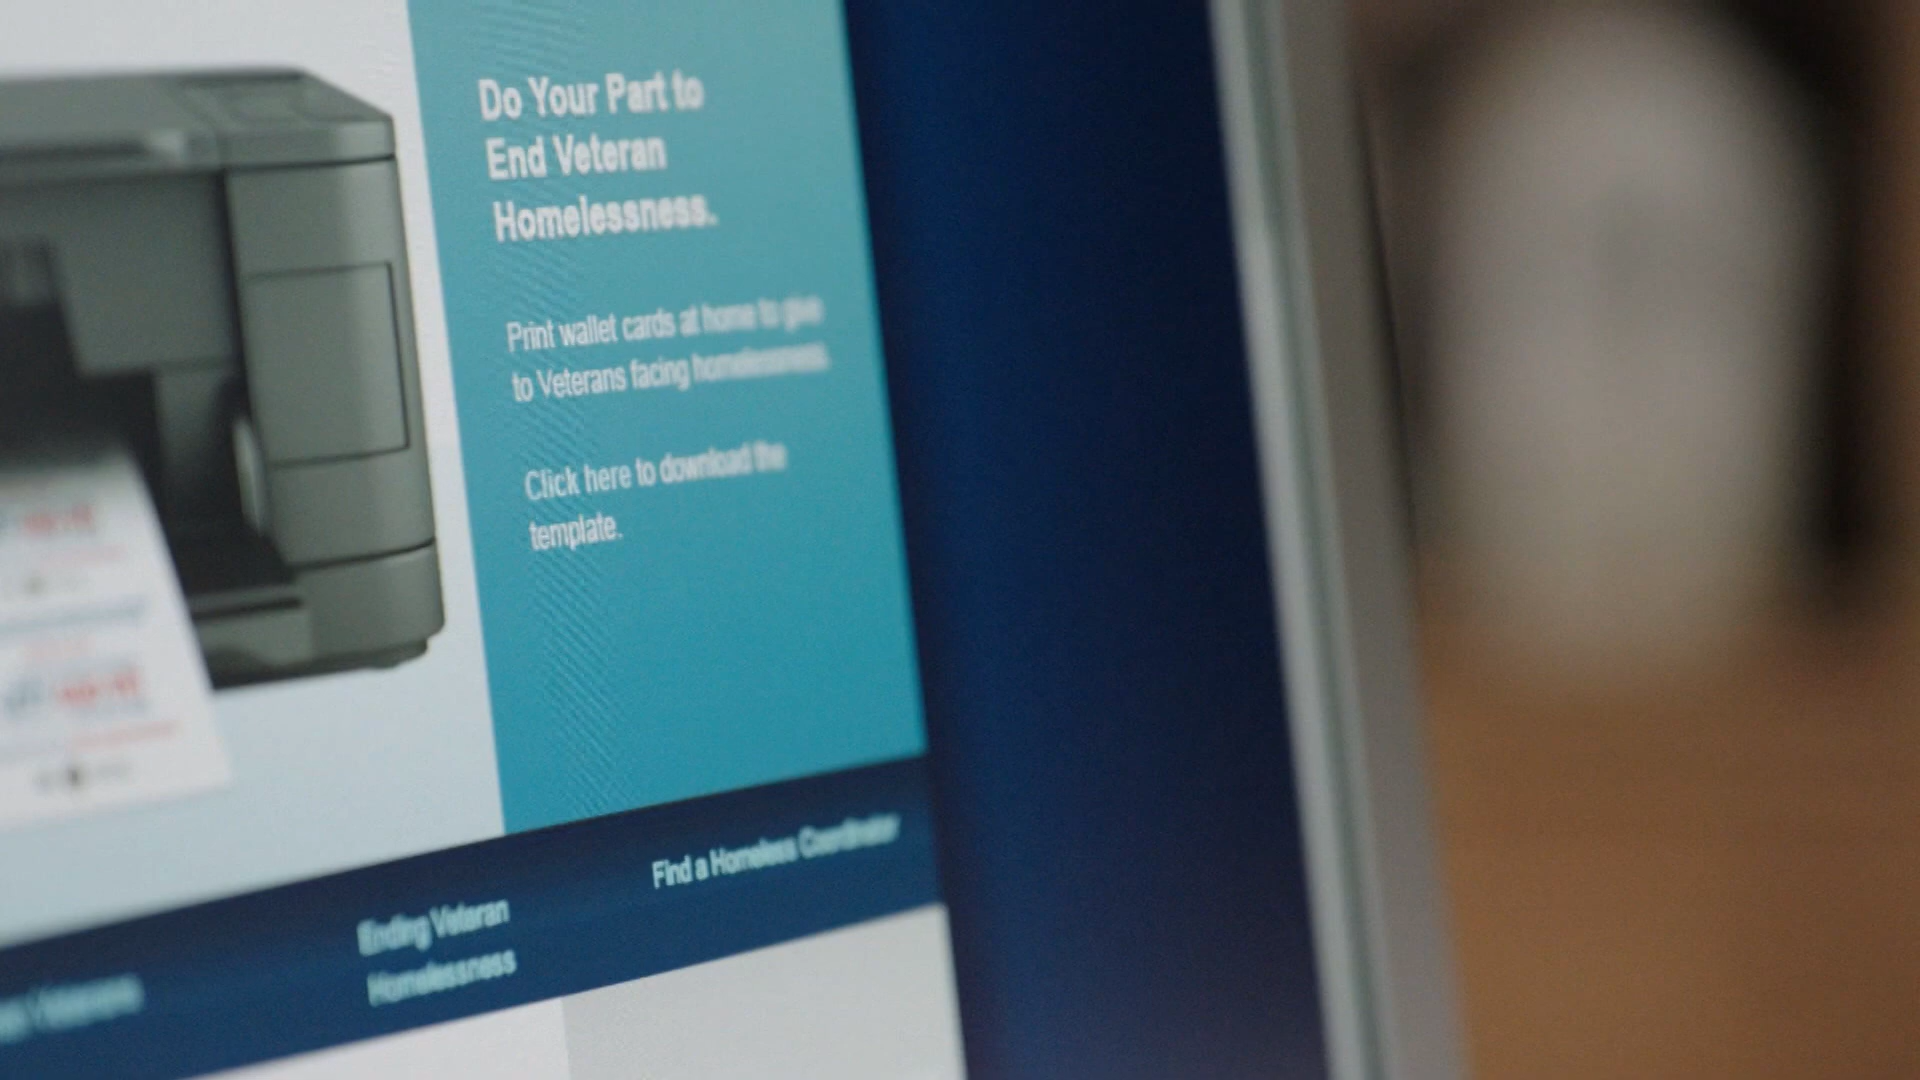 Do Your Part to
End Veteran
Homelessness.
Print wallet cards at home to give
to Veterans facing homelessness.
Click here to download the
template.
Find a Homeless Coordinator
Ending Veteran
Homelessness
Veterans